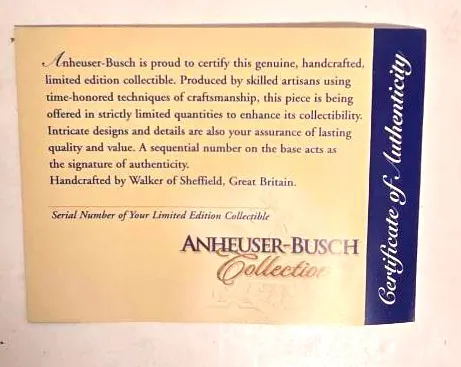 Anheuser-Busch is proud to certify this genuine, handcrafted,
limited edition collectible. Produced by skilled artisans using
time-honored techniques of craftsmanship, this piece is being
offered in strictly limited quantities to enhance its collectibility.
Intricate designs and details are also your assurance of lasting
quality and value. A sequential number on the base acts as
the signature of authenticity.
Handcrafted by Walker of Sheffield, Great Britain.
Serial Number of Your Limited Edition Collectible
ANHEUSER-BUSCH
Collection
Certificate of Authenticity